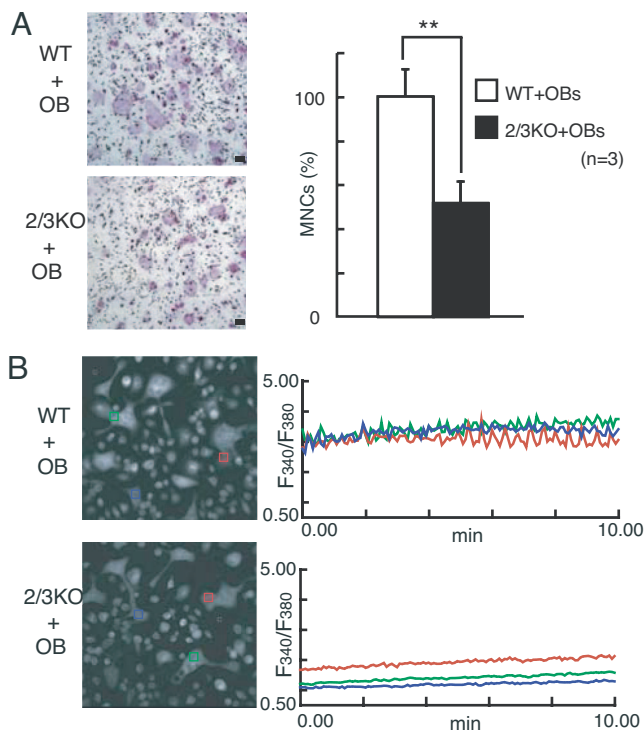 A
WT
+
OB
2/3KO
+
OB
**
100
0
MNCs (%)
WT+OBs
2/3KO+OBs
(n=3)
B
WT
+
OB
5.00
F340/F380
0.50
0.00
min
10.00
2/3KO
+
OB
5.00
F340/F380
0.50
0.00
min
10.00